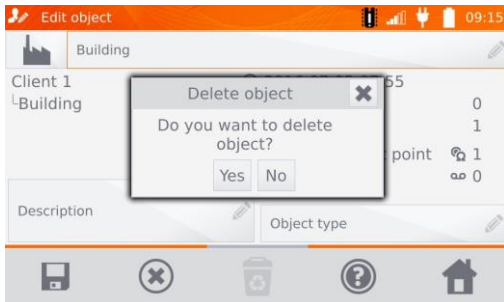 Edit object
09:15
Building
Client 1
Building
55
0
1
point 1
0
Delete object
Do you want to delete
object?
Yes No
Description
Object type